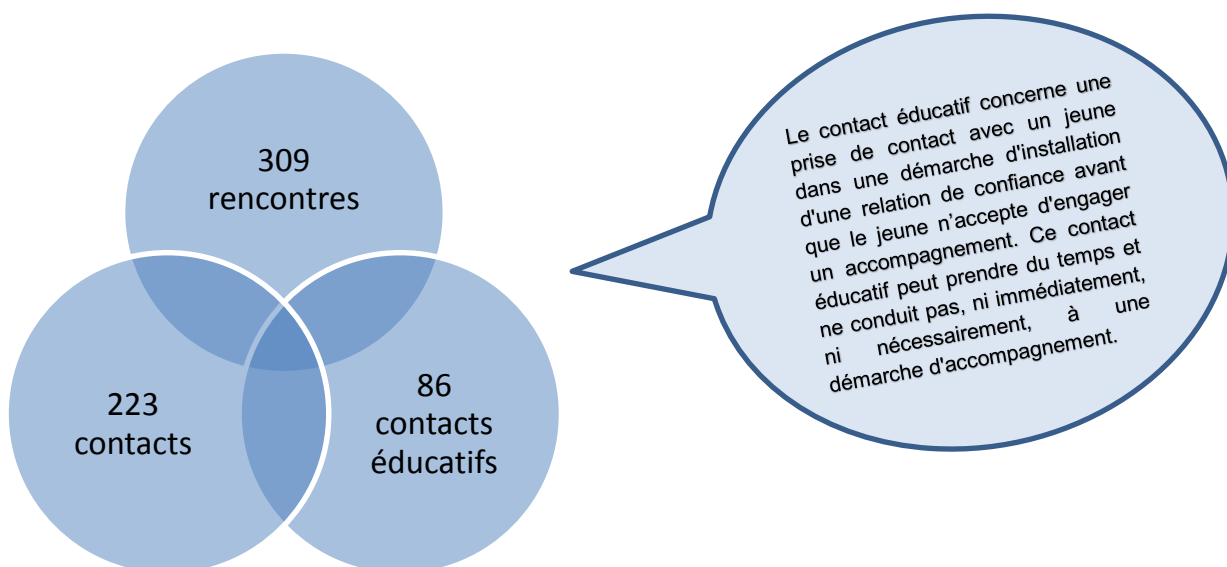 309
rencontres
223
contacts
86
contacts
éducatifs
Le contact éducatif concerne une
prise de contact avec un jeune
dans une démarche d'installation
d'une relation de confiance avant
que le jeune n’accepte d'engager
un accompagnement. Ce contact
éducatif peut prendre du temps et
ne conduit pas, ni immédiatement,
ni nécessairement, à une
démarche d'accompagnement.